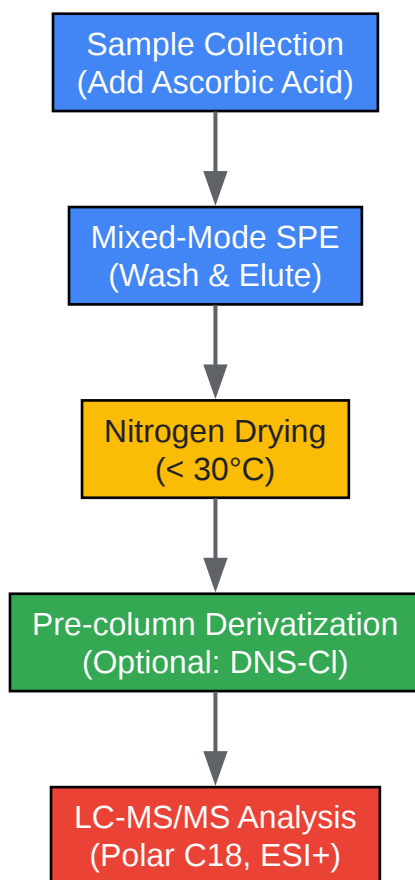 Sample Collection
(Add Ascorbic Acid)
Mixed-Mode SPE
(Wash & Elute)
Nitrogen Drying
(< 30°C)
Pre-column Derivatization
(Optional: DNS-Cl)
LC-MS/MS Analysis
(Polar C18, ESI+)